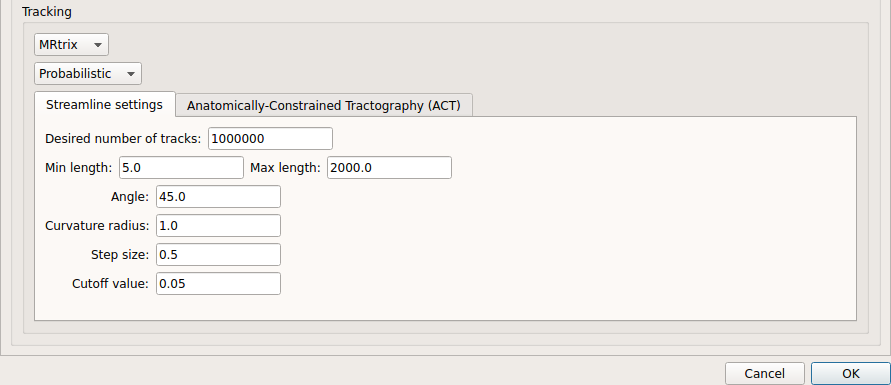 Tracking
MRtrix
Probabilistic
Streamline settings Anatomically-Constrained Tractography (ACT)
Desired number of tracks: 1000000
Min length: 5.0 Max length: 2000.0
Angle: 45.0
Curvature radius: 1.0
Step size: 0.5
Cutoff value: 0.05
Cancel OK